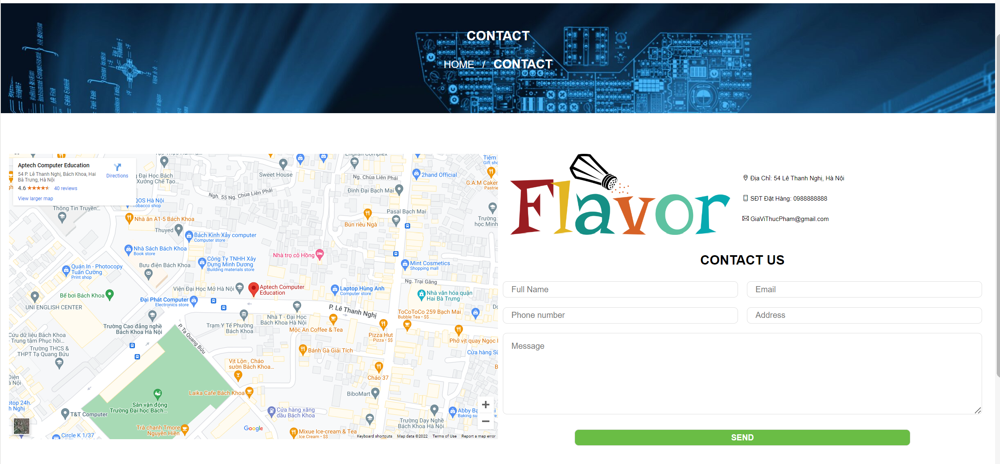 CONTACT
HOME / CONTACT
Aptech Computer Education
54 P. Lê Thanh Nghị, Bách Khoa, Hai
Bà Trưng, Hà Nội
4.6 40 reviews
View larger map
Directions
English Complex
Sweet House
Ng. Chùa Liên Phái
Ngh. 55 Ng. Chùa Liên Phái
Đình Đại Bạch Mai
2hand Official
Tiệm
Gift sho
G.A.M Caker
Pastrie
Đại Học Bách
Xưởng Chế Tạo...
QOS Hà Nội
Tobacco shop
Thông Tin Truyền...
Nhà ăn A1-5 Bách Khoa
Thuyed
Bún riêu Ngà
Pasal Bạch Mai
Trường
học Minh
Bách Kinh Xây computer
Computer store
Nhà Sách Bách Khoa
Book store
Công Ty TNHH Xây
Dựng Minh Dương
Building materials store
Nhà trọ cô Hồng
Mint Cosmetics
Shopping mall
Quán In - Photocopy
Tuấn Cường
Print shop
Bưu điện Bách Khoa
Ng. Trại Găng
Viện Đại Học Mở Hà Nội
Aptech Computer
Education
Laptop Hùng Anh
Computer store
Nhà văn hóa quận
Hai Bà Trưng
Bể bơi Bách Khoa
Đại Phát Computer
Electronics store
UNI ENGLISH CENTER
P. Lê Thanh Nghị
ToCoToCo 259 Bạch Mai
Bubble Tea • $$
Nhà T - Đại Học
Bách Khoa Hà Nội
Trạm Y Tế Phường
Bách Khoa
Mộc An Coffee & Tea
Trường Cao đẳng nghề
Bách Khoa Hà Nội
P. Tạ Quang Bửu
Pizza Hut
Pizza • $$
Phở vịt quay Ngọc
Cứu dữ liệu Bách Khoa
- Trung tâm Phục hồi...
Trường THCS &
THPT Tạ Quang Bửu
Bánh Gà Giải Tích
Cửa hàng Sữ
Vịt Lộn , Cháo
sườn Bách Khoa...
Cháo 37
Điện
à Nội
Laika Cafe Bách Khoa
BiboMart
Sân vận động
Trường Đại học Bách...
ptop 24h.
h Nghị
T&T Computer
Cửa hàng xăng
dầu Bách Khoa
Trường Dạy Nghề
Bách Khoa Hà Nội
Abby Bạ
Baking su
Trà chanh Tmore
Nguyễn Hiền
Circle K 1/37
Google
Mixue Ice-cream & Tea
Ice Cream • $$
Keyboard shortcuts Map data ©2022 Terms of Use Report a map error
Flavor
Địa Chỉ: 54 Lê Thanh Nghị, Hà Nội
SĐT Đặt Hàng: 0988888888
GiaViThucPham@gmail.com
CONTACT US
Full Name
Email
Phone number
Address
Message
SEND